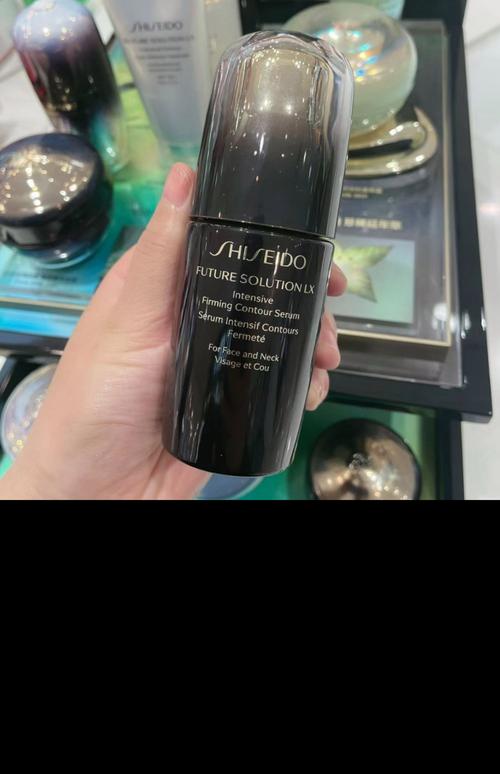 SHISEIDO
SHISEIDO
FUTURE SOLUTION LX
Intensive
Firming Contour Serum
Sérum Intensif Contours
Fermeté
For Face and Neck
Visage et Cou